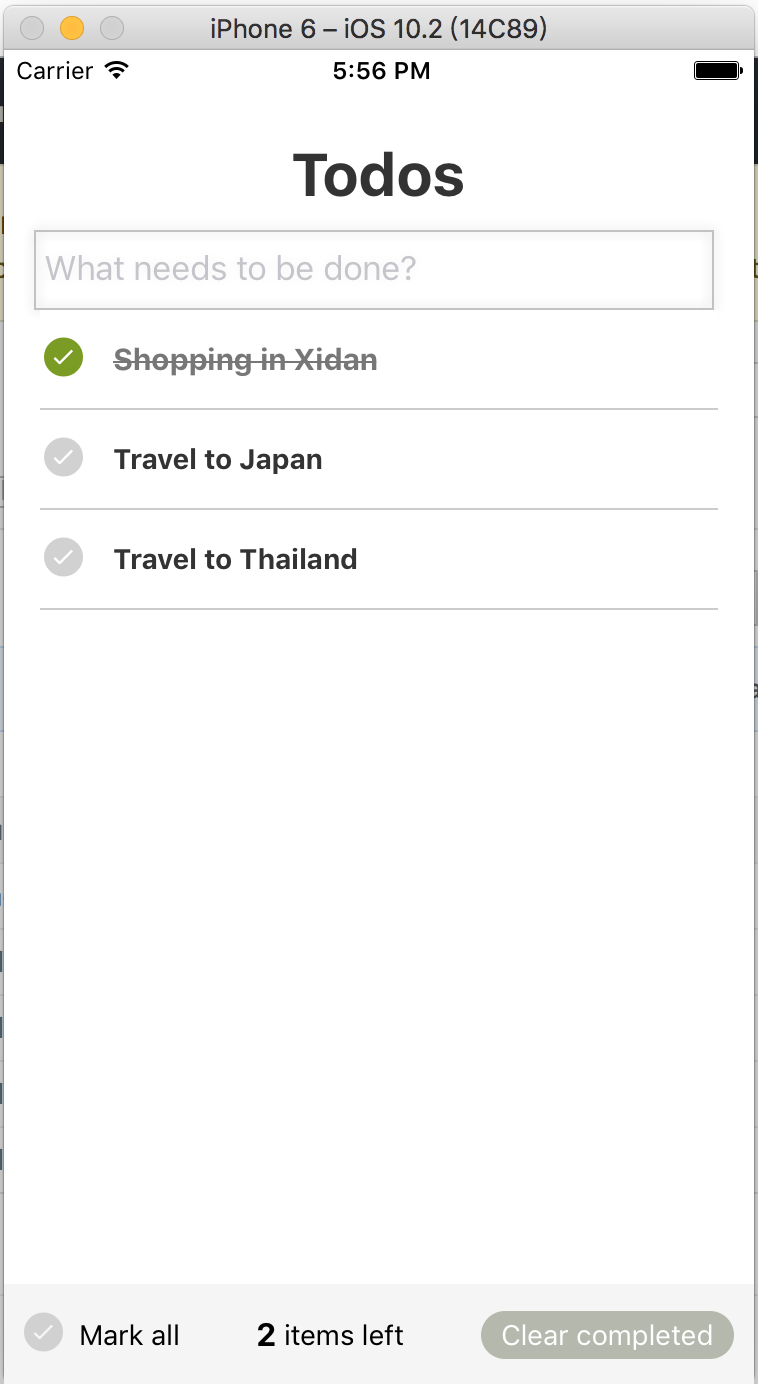 iPhone 6 – iOS 10.2 (14C89)
Carrier 5:56 PM
Todos
What needs to be done?
Shopping in Xidan
Travel to Japan
Travel to Thailand
Mark all 2 items left Clear completed